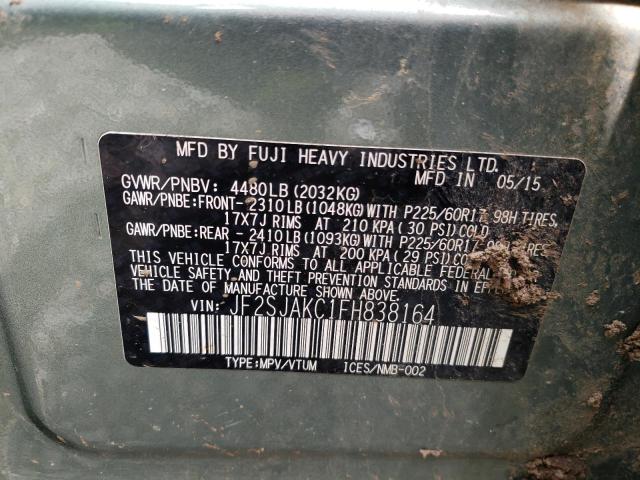 MFD BY FUJI HEAVY INDUSTRIES LTD.
MFD IN 05/15
GVWR/PNBV: 4480LB (2032KG)
GAWR/PNBE:FRONT-2310LB (1048KG)WITH P225/60R17 98H TIRES,
17X7J RIMS AT 210 KPA (30 PSI) COLD
GAWR/PNBE:REAR - 2410LB (1093KG)WITH P225/60R17
17X7J RIMS AT 200 KPA (29 PSI)
THIS VEHICLE CONFORMS TO ALL APPLICABLE FEDERAL
VEHICLE SAFETY AND THEFT PREVENTION STANDARDS IN
THE DATE OF MANUFACTURE SHOWN ABOVE.
VIN: JF2SJAKC1FH838164
TYPE:MPV/VTUM ICES/NMB-002